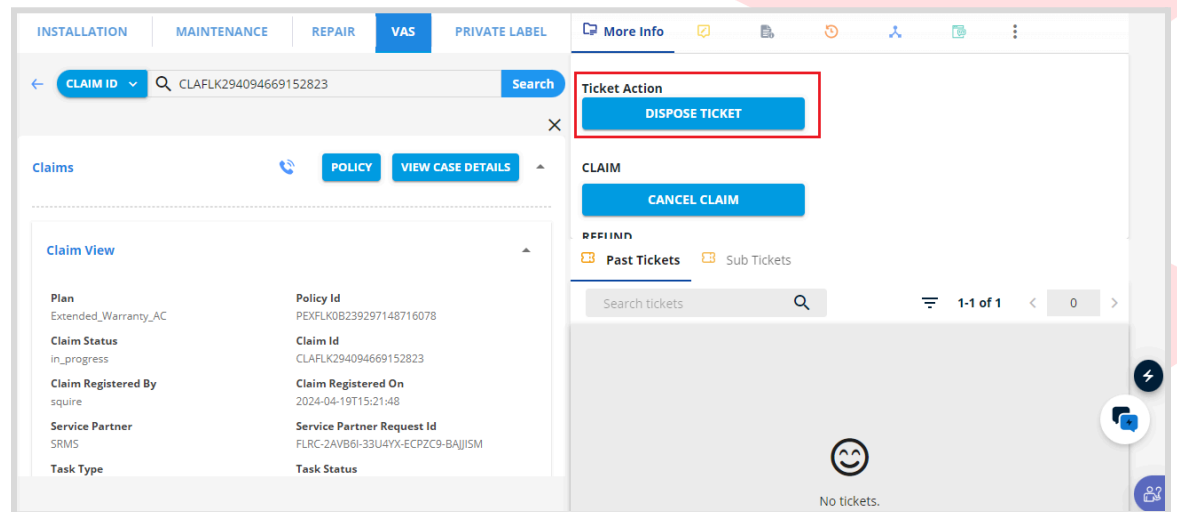 INSTALLATION MAINTENANCE REPAIR VAS PRIVATE LABEL
CLAIM ID CLAFLK294094669152823 Search
Claims POLICY VIEW CASE DETAILS
Claim View
Plan Policy Id
Extended_Warranty_AC PEXFLK0B239297148716078
Claim Status Claim Id
in_progress CLAFLK294094669152823
Claim Registered By Claim Registered On
squire 2024-04-19T15:21:48
Service Partner Service Partner Request Id
SRMS FLRC-2AVB6I-33U4YX-ECPZC9-BAJJISM
Task Type Task Status
More Info
Ticket Action
DISPOSE TICKET
CLAIM
CANCEL CLAIM
REFUND
Past Tickets Sub Tickets
Search tickets 1-1 of 1 < 0 >
No tickets.